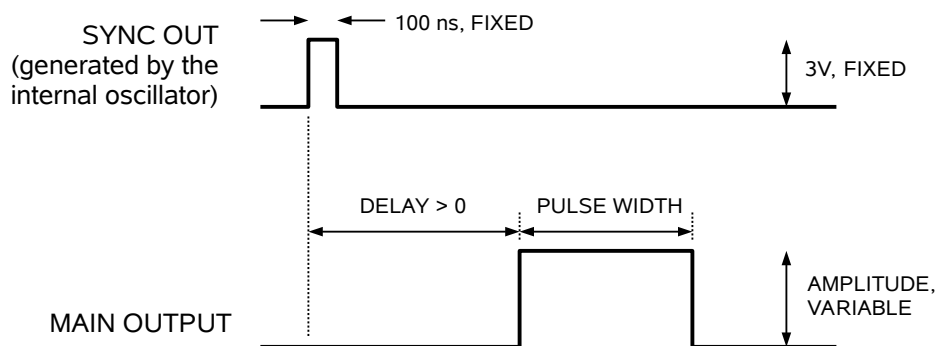 100 ns, FIXED
SYNC OUT
(generated by the
internal oscillator)
3V, FIXED
DELAY > 0
PULSE WIDTH
AMPLITUDE,
VARIABLE
MAIN OUTPUT